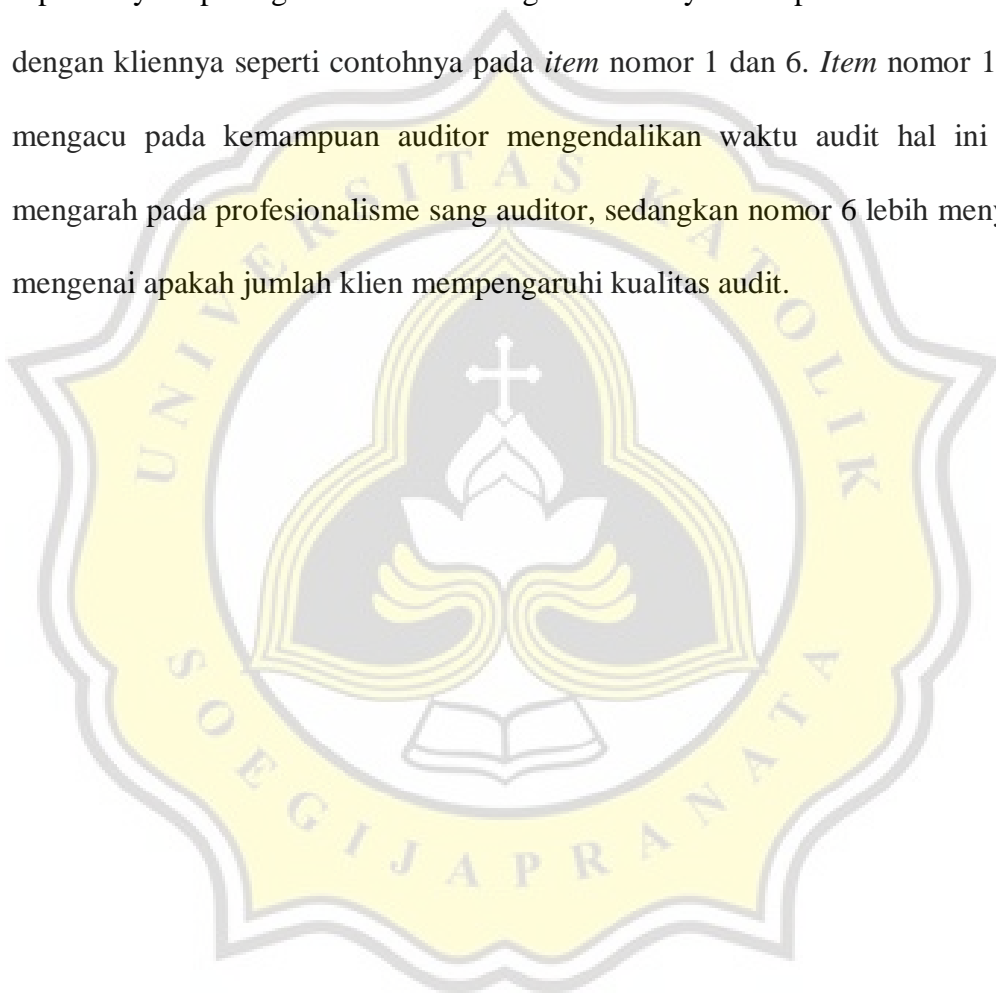 dengan kliennya seperti contohnya pada item nomor 1 dan 6. Item nomor 1
mengacu pada kemampuan auditor mengendalikan waktu audit hal ini
mengarah pada profesionalisme sang auditor, sedangkan nomor 6 lebih
mengenai apakah jumlah klien mempengaruhi kualitas audit.
UNIVERSITAS KATOLIK
SOEGIJAPRANATA